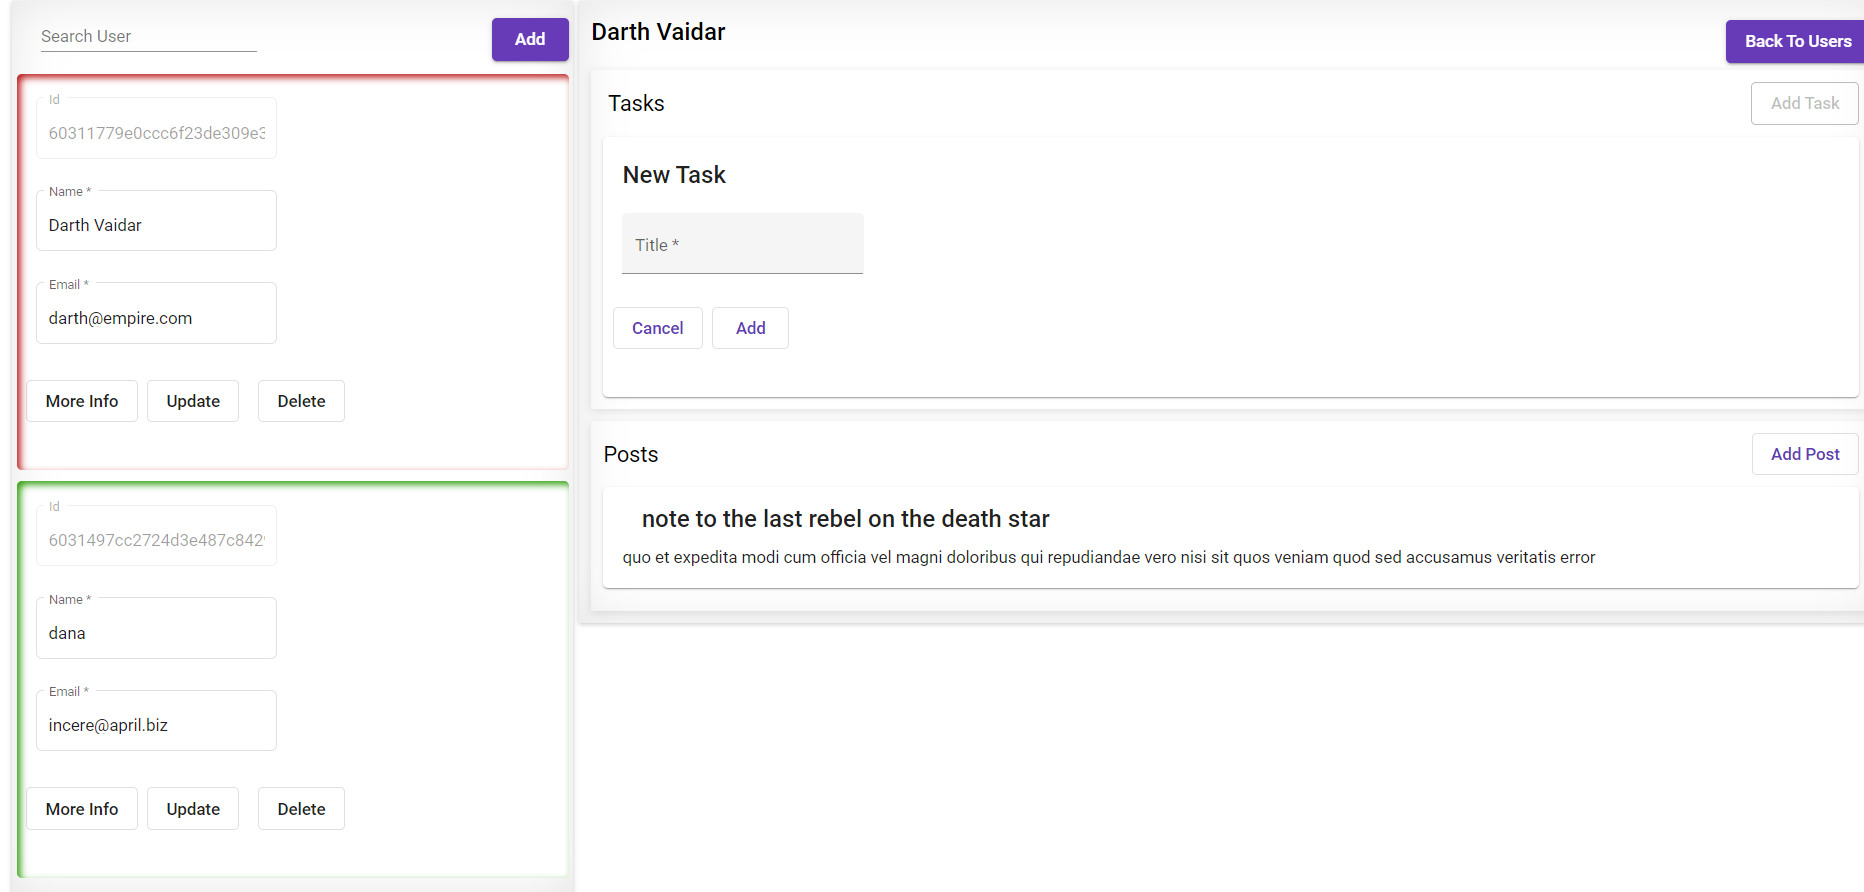 Search User
Add
Id
60311779e0ccc6f23de309e3
Name *
Darth Vaidar
Email *
darth@empire.com
More Info Update Delete
Id
6031497cc2724d3e487c842
Name *
dana
Email *
incere@april.biz
More Info Update Delete
Darth Vaidar
Back To Users
Tasks
Add Task
New Task
Title *
Cancel Add
Posts
Add Post
note to the last rebel on the death star
quo et expedita modi cum officia vel magni doloribus qui repudiandae vero nisi sit quos veniam quod sed accusamus veritatis error